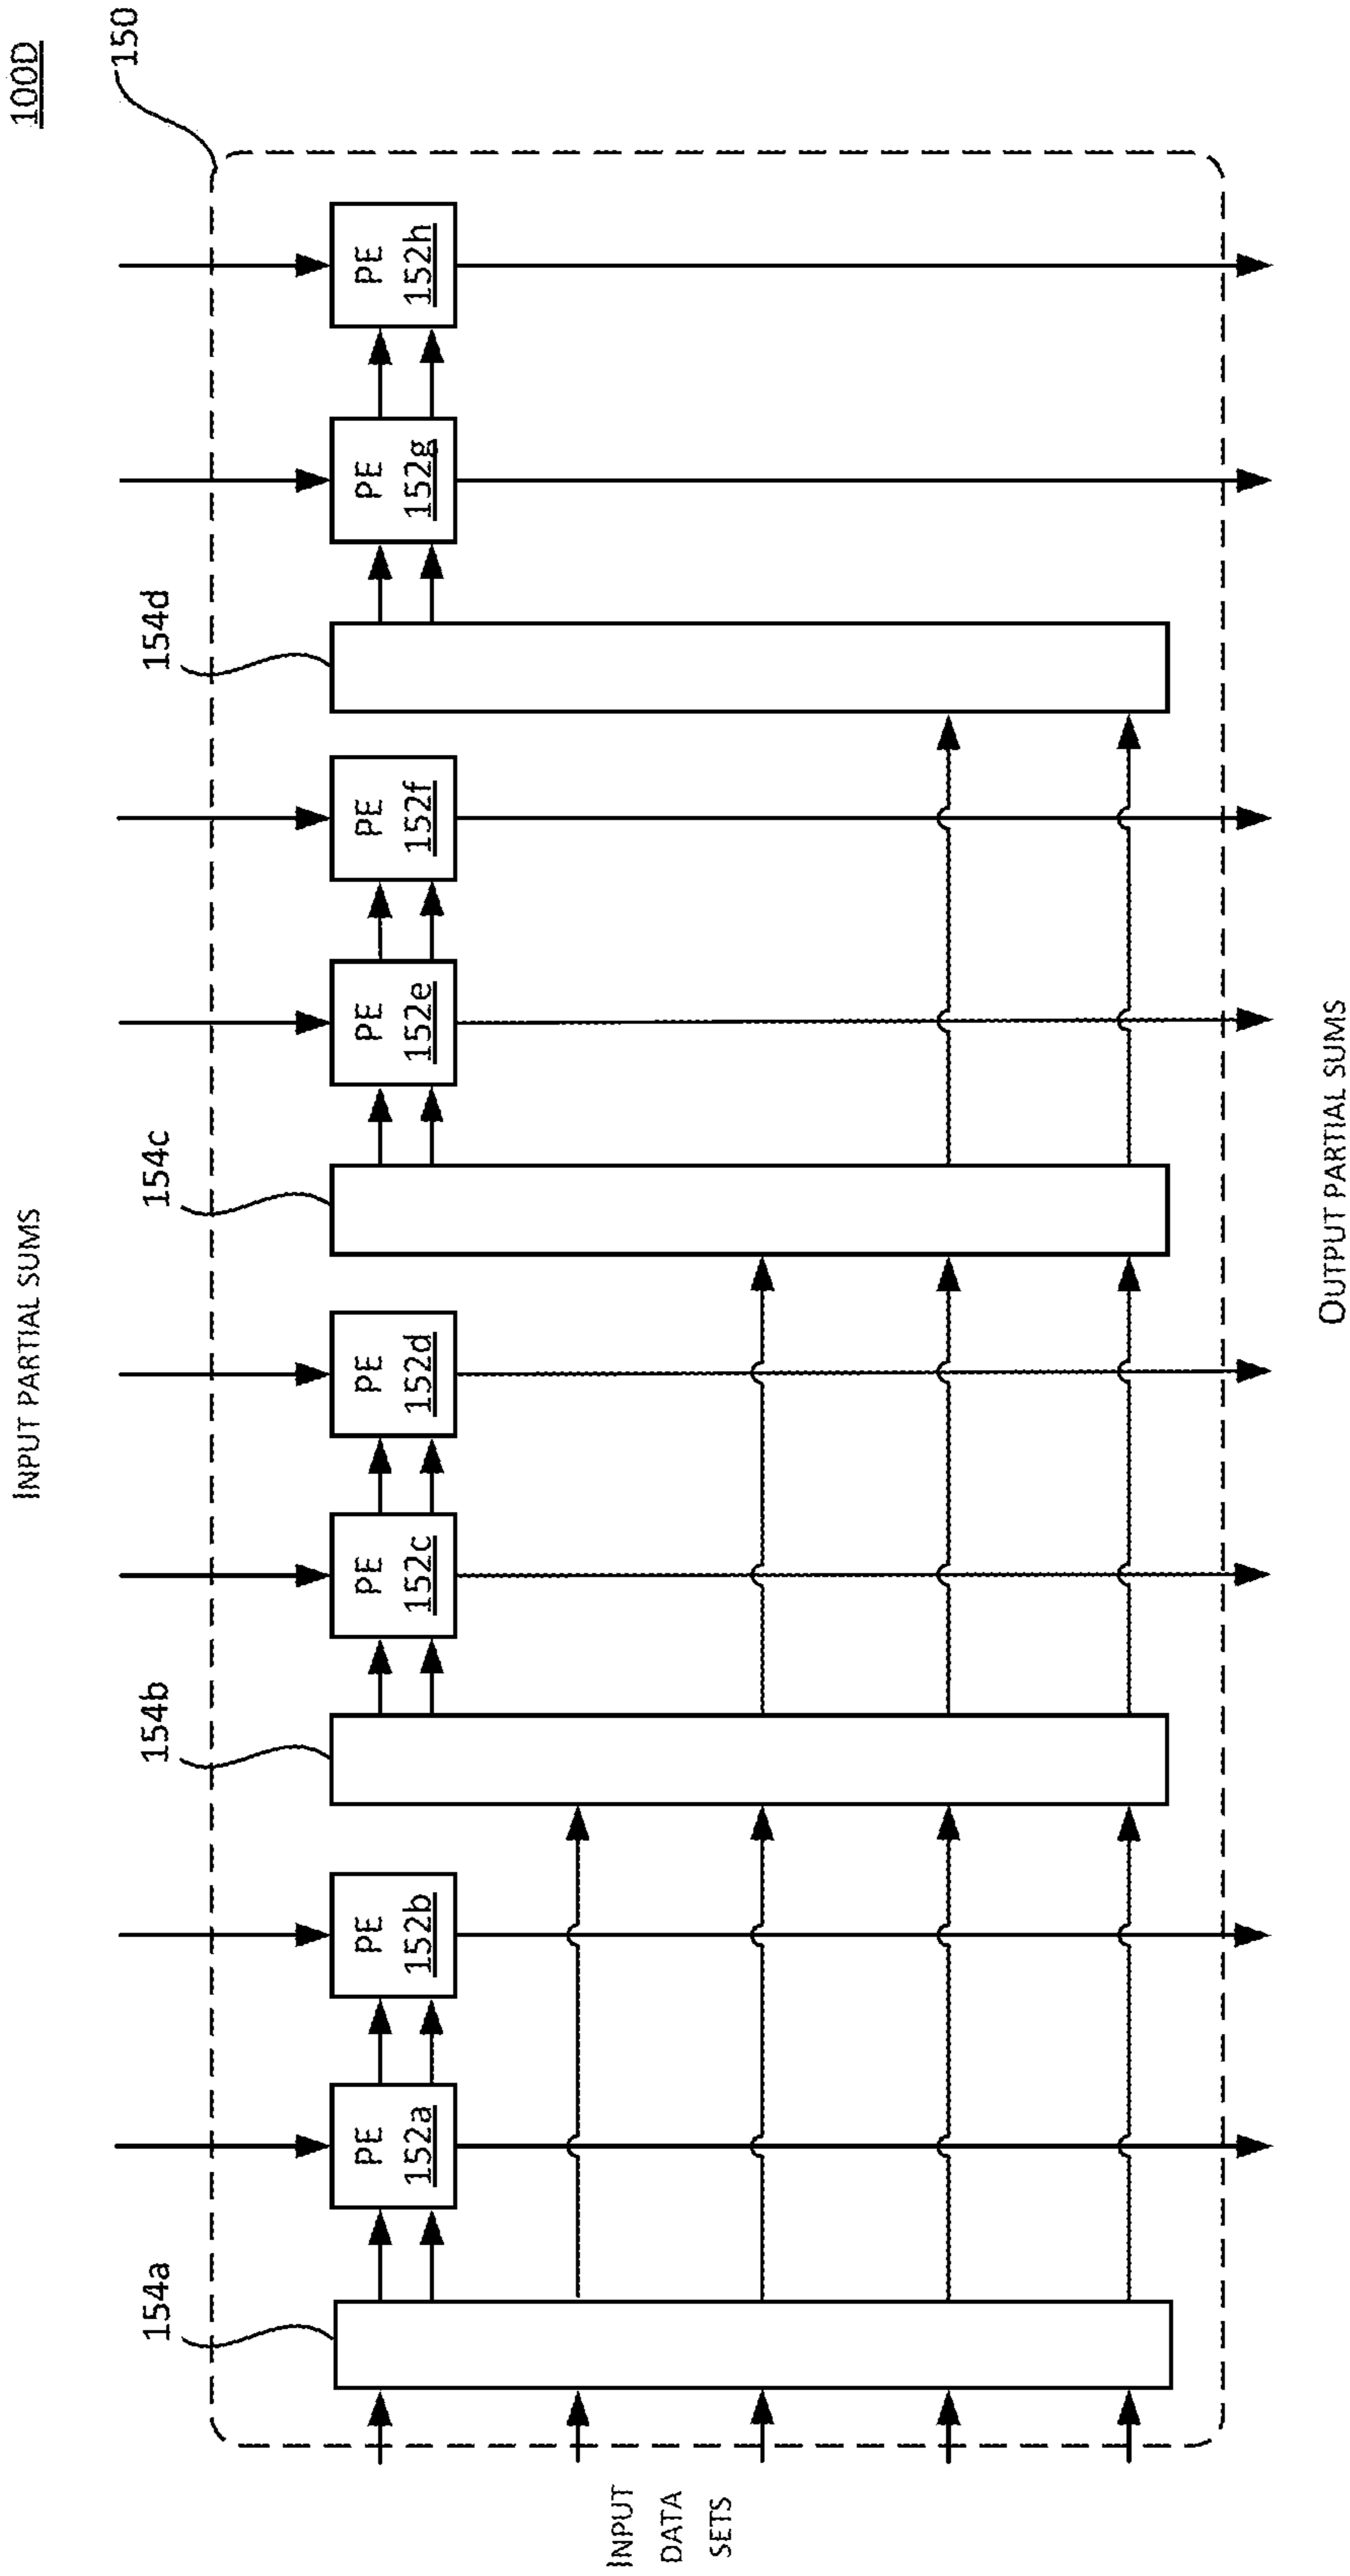 100D
INPUT PARTIAL SUMS
150
154a
154b
154c
154d
PE
152a
PE
152b
PE
152c
PE
152d
PE
152e
PE
152f
PE
152g
PE
152h
INPUT
DATA
SETS
OUTPUT PARTIAL SUMS